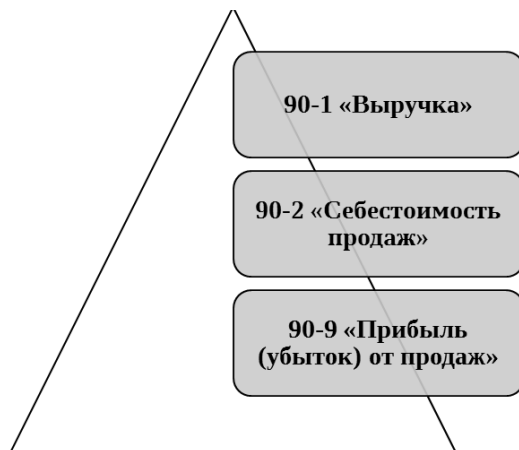 90-1 «Выручка»
90-2 «Себестоимость
продаж»
90-9 «Прибыль
(убыток) от продаж»